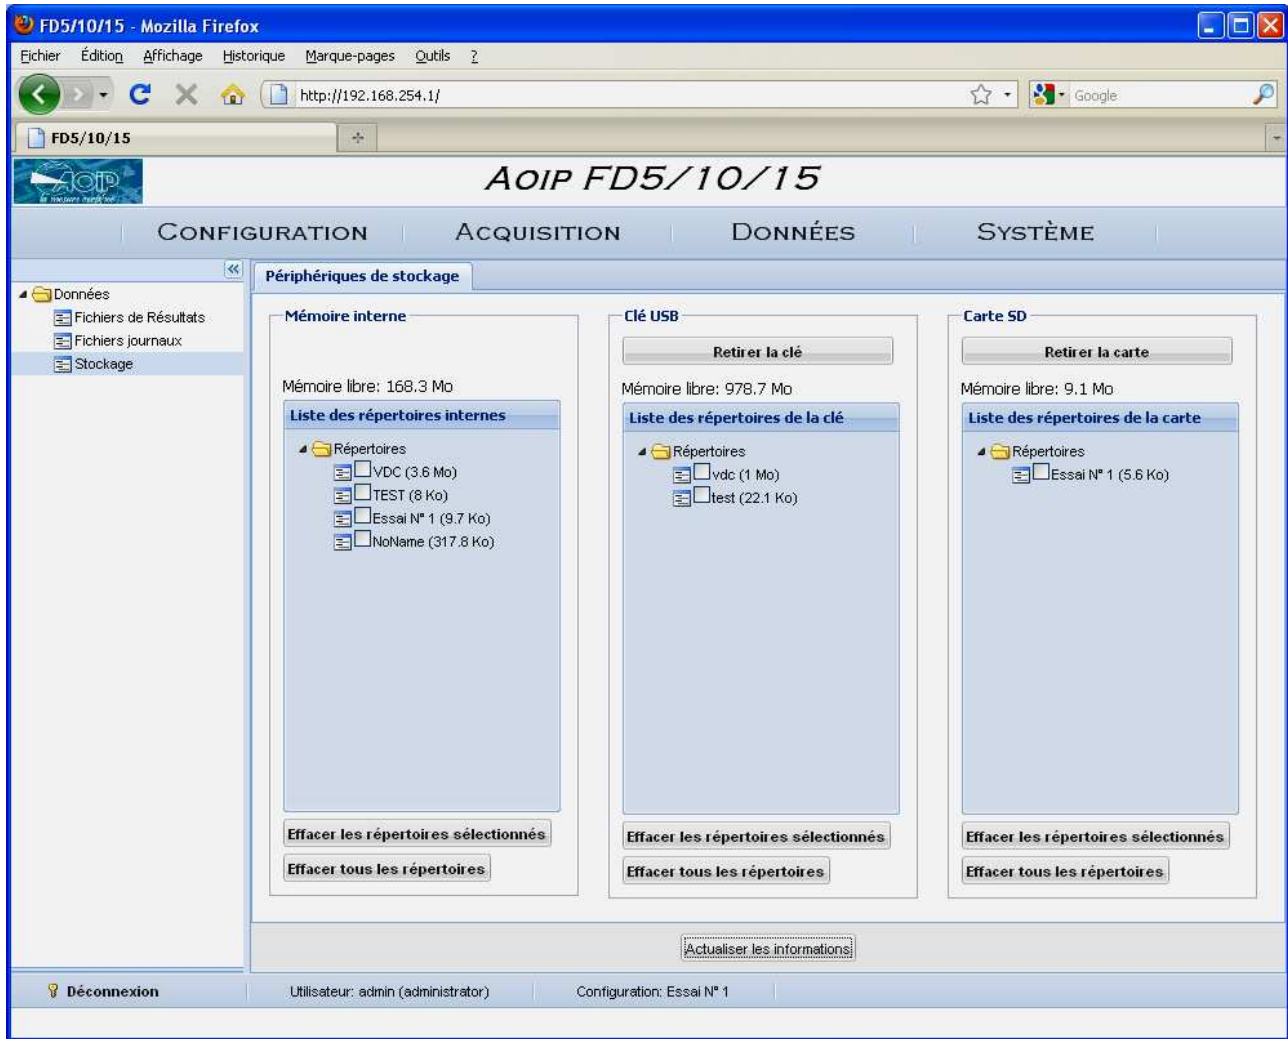 FD5/10/15 - Mozilla Firefox
Fichier Édition Affichage Historique Marque-pages Outils ?
http://192.168.254.1/
Google
FD5/10/15
AOIP
AOIP FD5/10/15
CONFIGURATION ACQUISITION DONNÉES SYSTÈME
Données
Fichiers de Résultats
Fichiers journaux
Stockage
Périphériques de stockage
Mémoire interne
Mémoire libre: 168.3 Mo
Liste des répertoires internes
Répertoires
VDC (3.6 Mo)
TEST (8 Ko)
Essai N° 1 (9.7 Ko)
NoName (317.8 Ko)
Effacer les répertoires sélectionnés
Effacer tous les répertoires
Clé USB
Retirer la clé
Mémoire libre: 978.7 Mo
Liste des répertoires de la clé
Répertoires
vdc (1 Mo)
test (22.1 Ko)
Effacer les répertoires sélectionnés
Effacer tous les répertoires
Carte SD
Retirer la carte
Mémoire libre: 9.1 Mo
Liste des répertoires de la carte
Répertoires
Essai N° 1 (5.6 Ko)
Effacer les répertoires sélectionnés
Effacer tous les répertoires
Actualiser les informations
Déconnexion
Utilisateur: admin (administrator)
Configuration: Essai N° 1